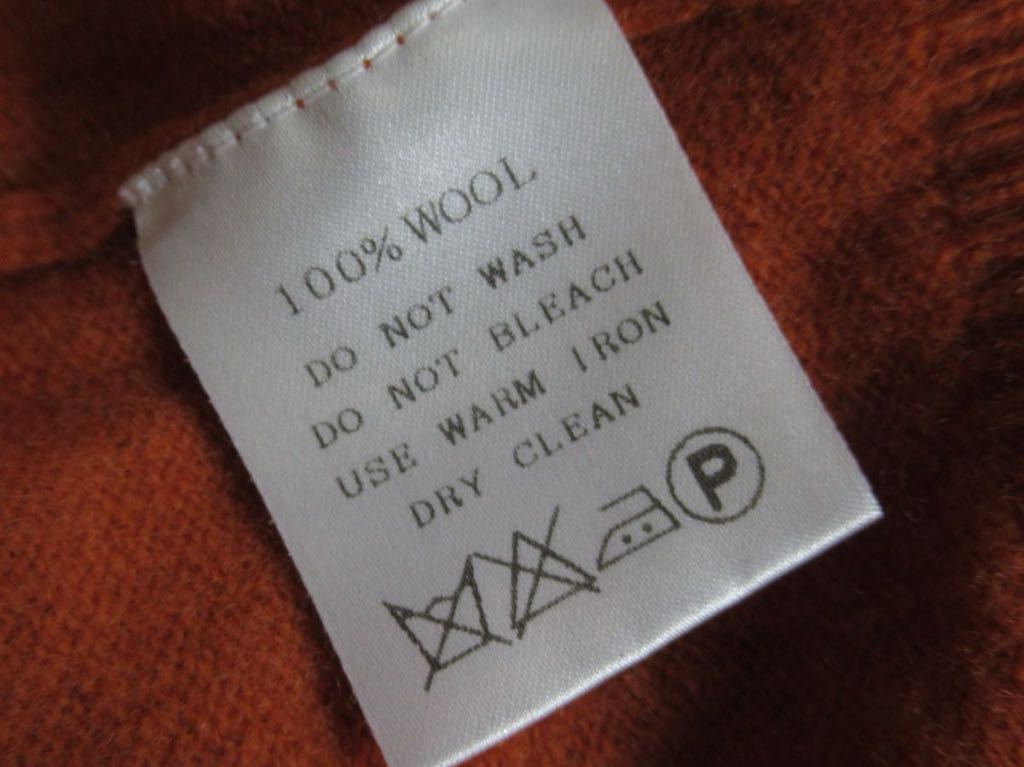 100% WOOL
DO NOT WASH
DO NOT BLEACH
USE WARM IRON
DRY CLEAN
P